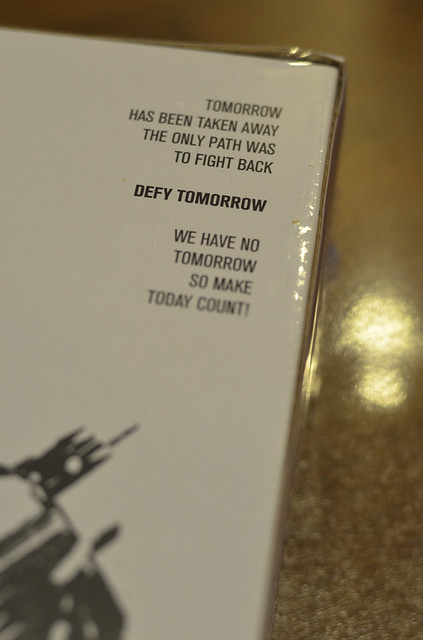 TOMORROW
HAS BEEN TAKEN AWAY
THE ONLY PATH WAS
TO FIGHT BACK
DEFY TOMORROW
WE HAVE NO
TOMORROW
SO MAKE
TODAY COUNT!